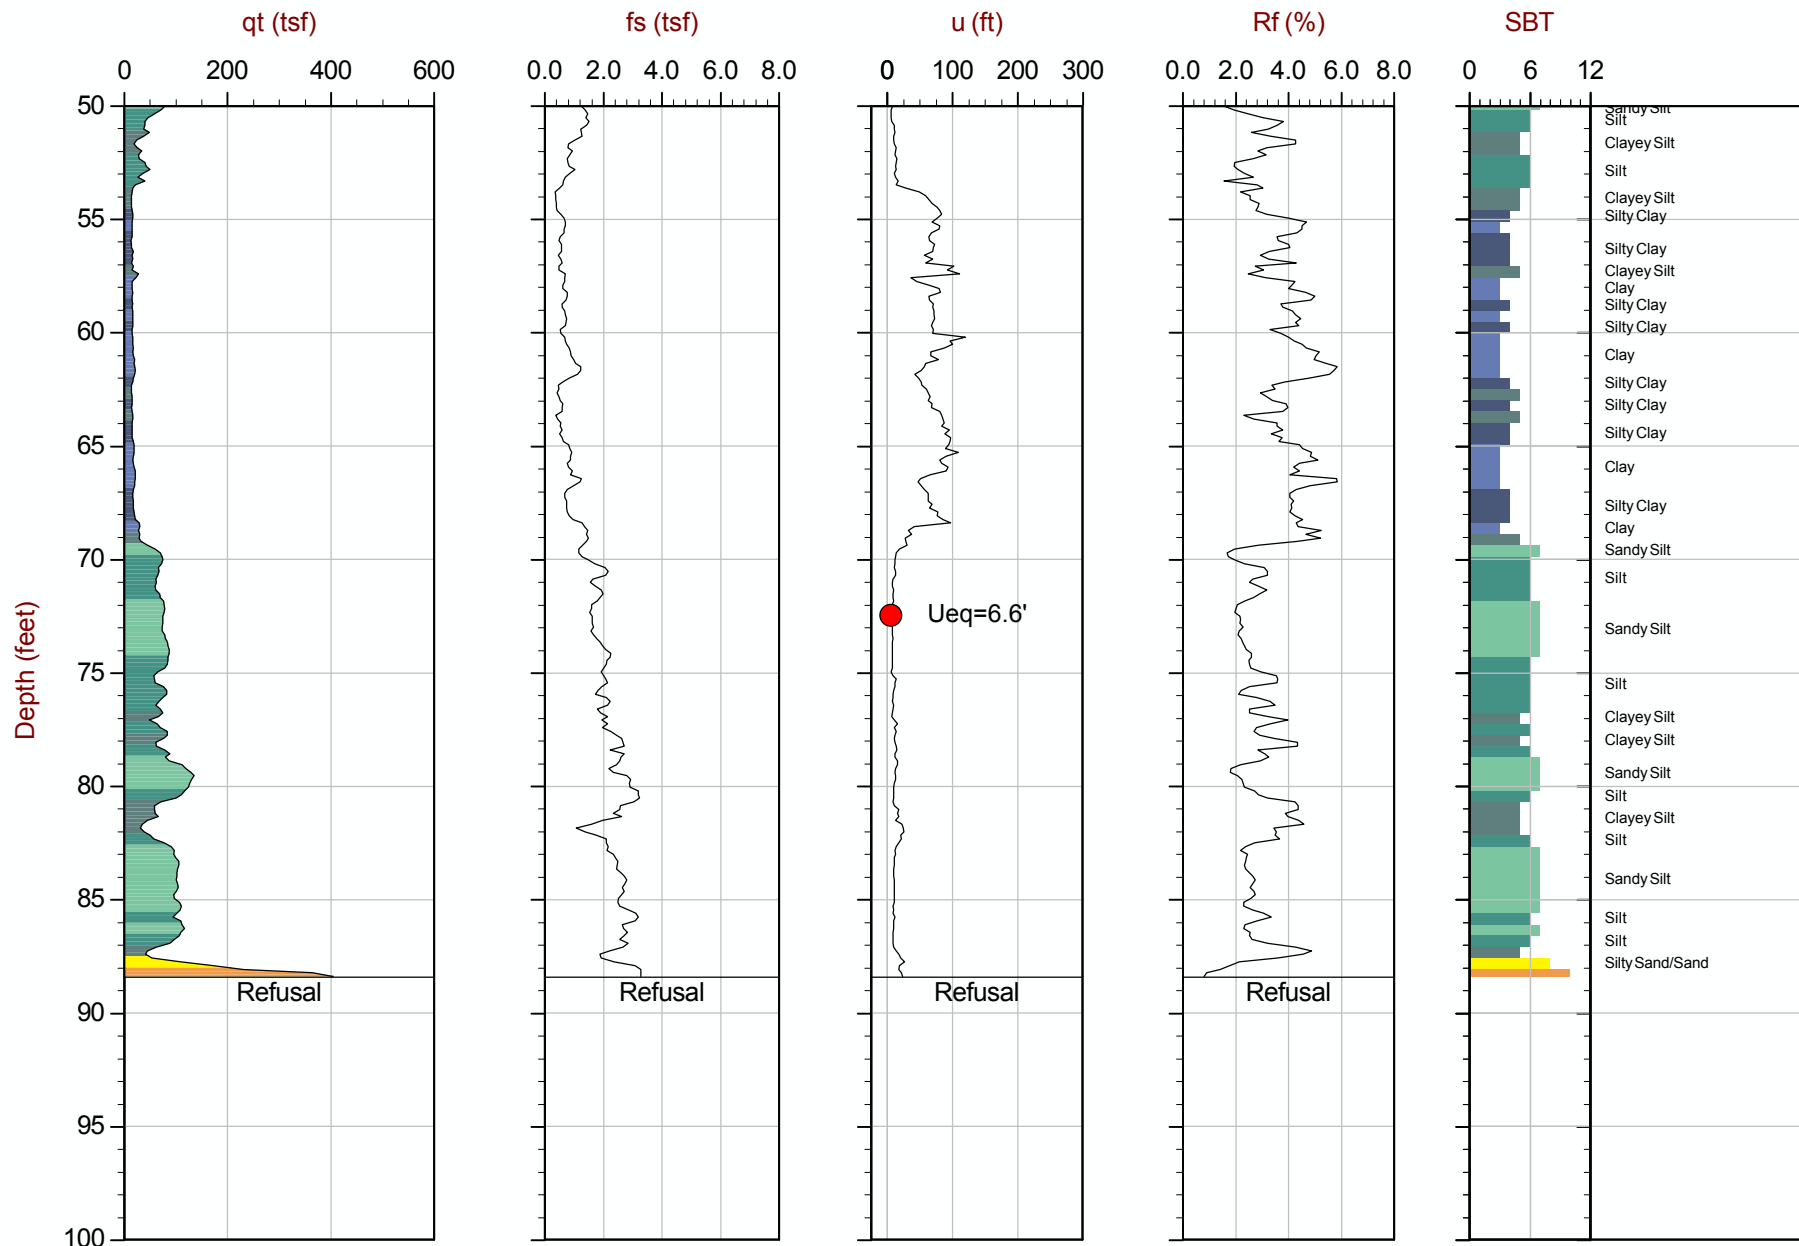 qt (tsf) fs (tsf) u (ft) Rf (%) SBT
0 200 400 600 0.0 2.0 4.0 6.0 8.0 0 100 200 300 0.0 2.0 4.0 6.0 8.0 0 6 12
50
55
60
65
70
75
80
85
90
95
100
Depth (feet)
Ueq=6.6'
Refusal Refusal Refusal Refusal
Sandy Silt
Silt
Clayey Silt
Silt
Clayey Silt
Silty Clay
Silty Clay
Clayey Silt
Clay
Silty Clay
Silty Clay
Clay
Silty Clay
Silty Clay
Silty Clay
Clay
Silty Clay
Clay
Sandy Silt
Silt
Sandy Silt
Silt
Clayey Silt
Clayey Silt
Sandy Silt
Silt
Clayey Silt
Silt
Sandy Silt
Silt
Silt
Silty Sand/Sand